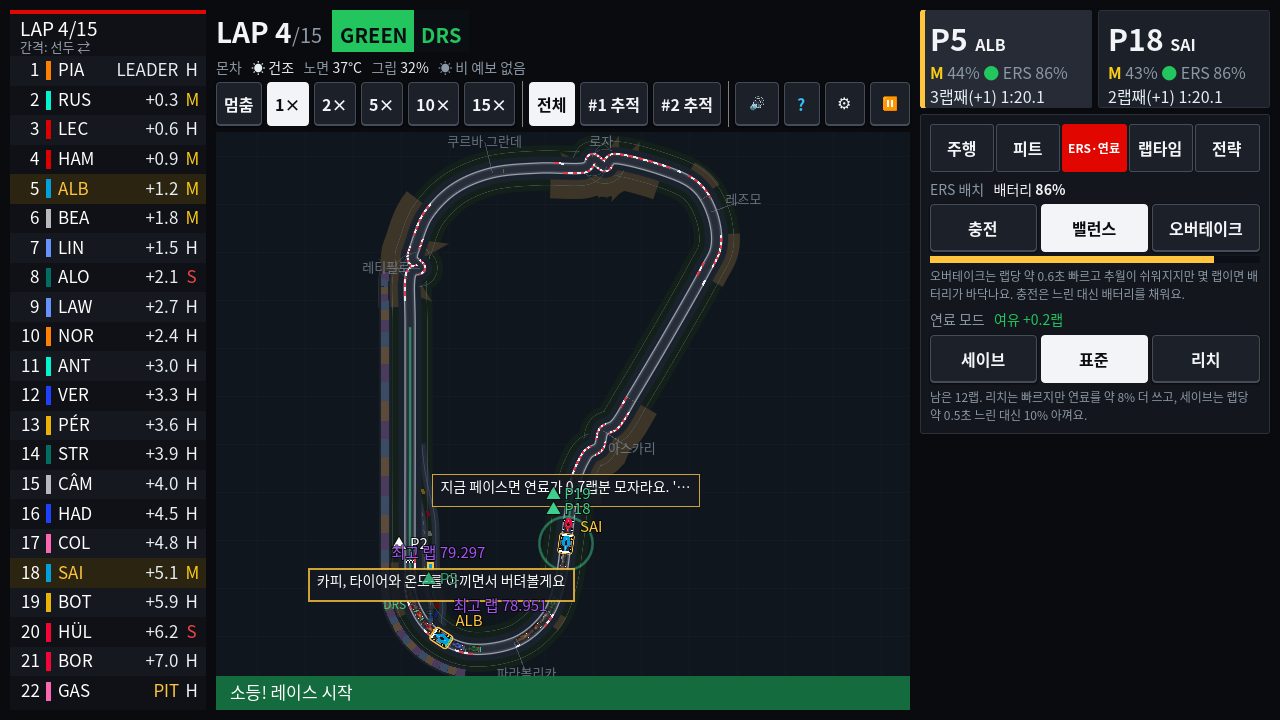 LAP 4/15
간격: 선두 ⇄
1 PIA LEADER H
2 RUS +0.3 M
3 LEC +0.6 H
4 HAM +0.9 M
5 ALB +1.2 M
6 BEA +1.8 M
7 LIN +1.5 H
8 ALO +2.1 S
9 LAW +2.7 H
10 NOR +2.4 H
11 ANT +3.0 H
12 VER +3.3 H
13 PÉR +3.6 H
14 STR +3.9 H
15 CÂM +4.0 H
16 HAD +4.5 H
17 COL +4.8 H
18 SAI +5.1 M
19 BOT +5.9 H
20 HÜL +6.2 S
21 BOR +7.0 H
22 GAS PIT H
LAP 4/15 GREEN DRS
몬차 건조 노면 37°C 그립 32% 비 예보 없음
멈춤 1× 2× 5× 10× 15× 전체 #1 추적 #2 추적 ?
쿠르바 그란데
로지아
레즈모
레티필로
아스카리
지금 페이스면 연료가 0.7랩분 모자라요. '…
P19
P18
SAI
P2
최고 랩 79.297
카피, 타이어와 온도를 아끼면서 버텨볼게요
DRS
최고 랩 78.951
ALB
파라볼리카
소등! 레이스 시작
P5 ALB
M 44% ERS 86%
3랩째(+1) 1:20.1
P18 SAI
M 43% ERS 86%
2랩째(+1) 1:20.1
주행 피트 ERS·연료 랩타임 전략
ERS 배치 배터리 86%
충전 밸런스 오버테이크
오버테이크는 랩당 약 0.6초 빠르고 추월이 쉬워지지만 몇 랩이면 배
터리가 바닥나요. 충전은 느린 대신 배터리를 채워요.
연료 모드 여유 +0.2랩
세이브 표준 리치
남은 12랩. 리치는 빠르지만 연료를 약 8% 더 쓰고, 세이브는 랩당
약 0.5초 느린 대신 10% 아껴요.